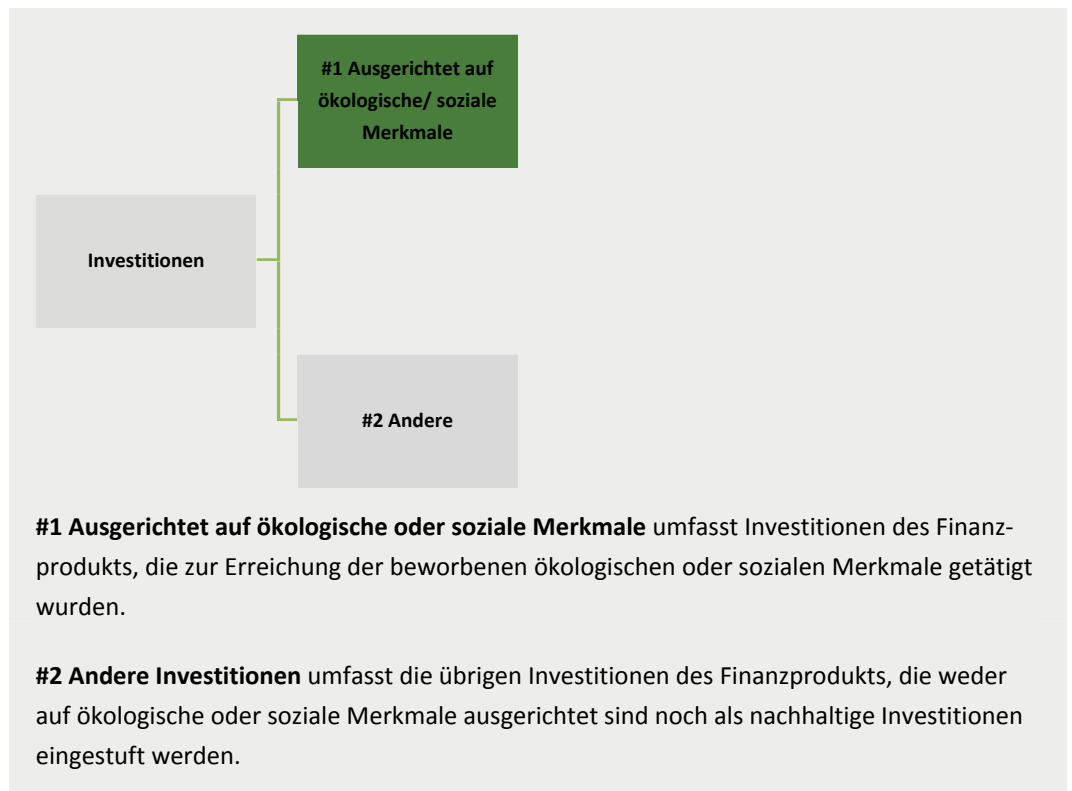 #1 Ausgerichtet auf
ökologische/ soziale
Merkmale
Investitionen
#2 Andere
#1 Ausgerichtet auf ökologische oder soziale Merkmale umfasst Investitionen des Finanz-
produkts, die zur Erreichung der beworbenen ökologischen oder sozialen Merkmale getätigt
wurden.
#2 Andere Investitionen umfasst die übrigen Investitionen des Finanzprodukts, die weder
auf ökologische oder soziale Merkmale ausgerichtet sind noch als nachhaltige Investitionen
eingestuft werden.